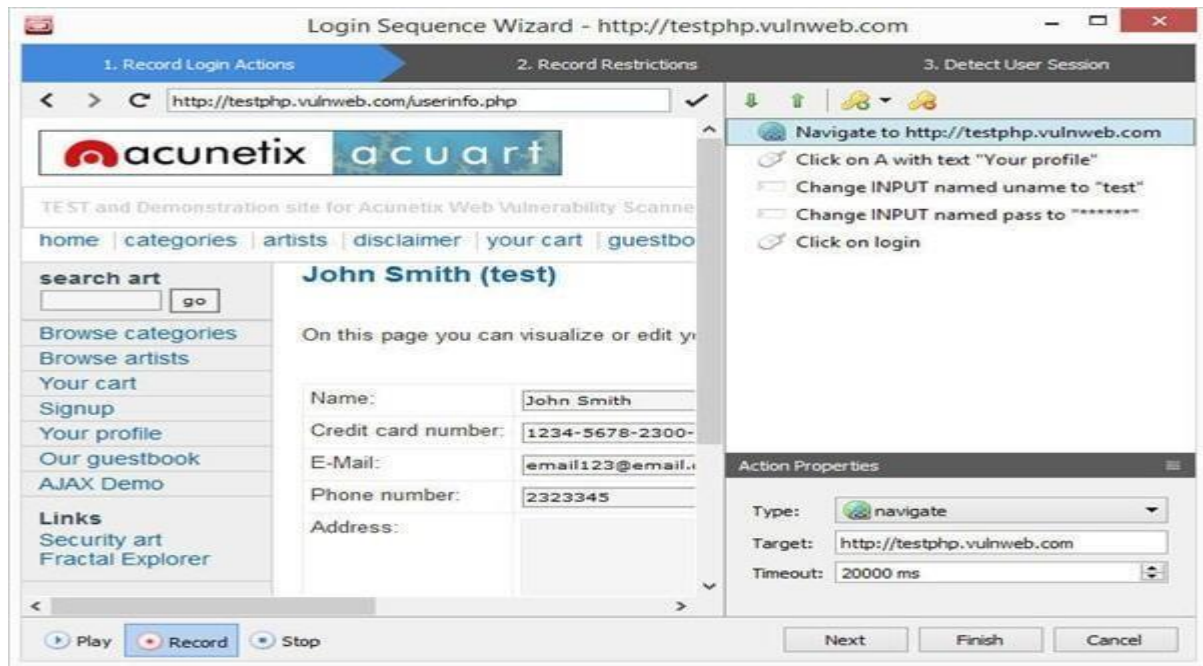 Login Sequence Wizard - http://testphp.vulnweb.com
1. Record Login Actions
2. Record Restrictions
3. Detect User Session
http://testphp.vulnweb.com/userinfo.php
acunetix acuart
TEST and Demonstration site for Acunetix Web Vulnerability Scanne
home categories artists disclaimer your cart guestbo
search art
go
Browse categories
Browse artists
Your cart
Signup
Your profile
Our guestbook
AJAX Demo
Links
Security art
Fractal Explorer
John Smith (test)
On this page you can visualize or edit y
Name: John Smith
Credit card number: 1234-5678-2300-
E-Mail: email123@email.
Phone number: 2323345
Address:
Navigate to http://testphp.vulnweb.com
Click on A with text "Your profile"
Change INPUT named uname to "test"
Change INPUT named pass to "******"
Click on login
Action Properties
Type: navigate
Target: http://testphp.vulnweb.com
Timeout: 20000 ms
Play Record Stop
Next Finish Cancel